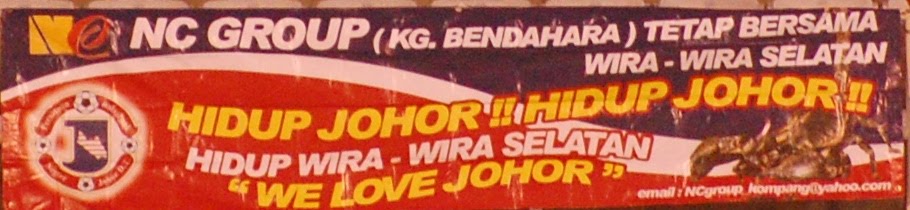 NC GROUP ( KG. BENDAHARA ) TETAP BERSAMA
WIRA - WIRA SELATAN
HIDUP JOHOR !! HIDUP JOHOR !!
HIDUP WIRA - WIRA SELATAN
“ WE LOVE JOHOR ”
email : NCgroup_kompang@yahoo.com